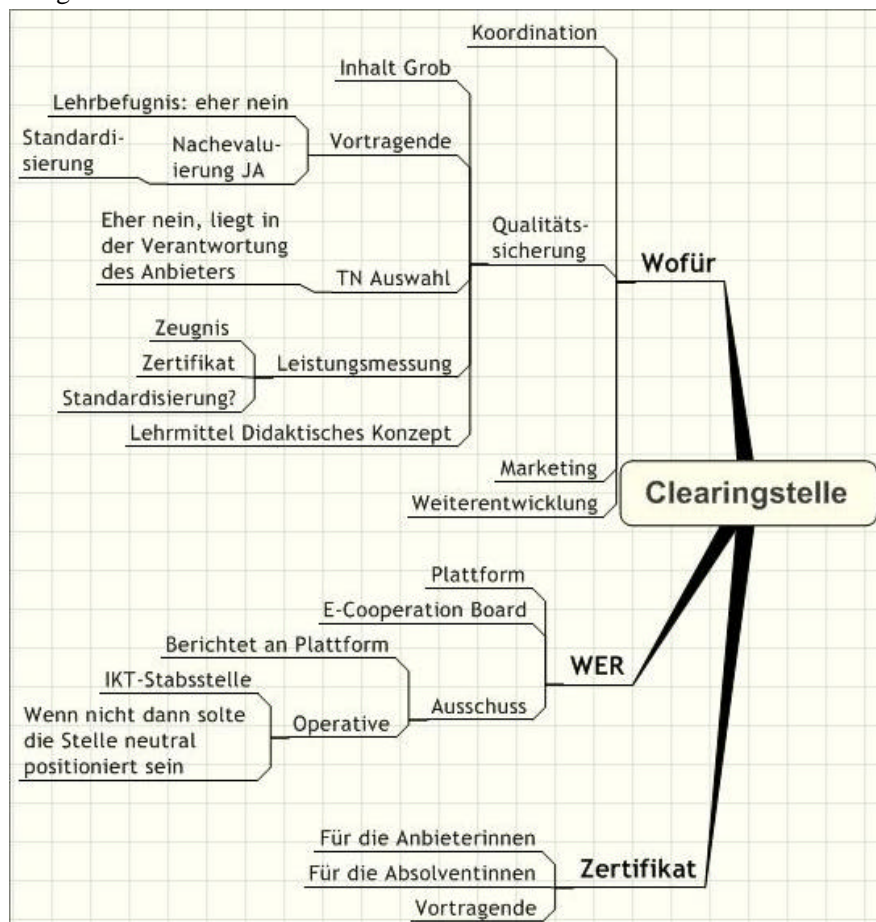 Koordination
Inhalt Grob
Lehrbefugnis: eher nein
Standardi-
sierung
Nachevalu-
ierung JA
Vortragende
Eher nein, liegt in
der Verantwortung
des Anbieters
TN Auswahl
Qualitäts-
sicherung
Wofür
Zeugnis
Zertifikat
Standardisierung?
Leistungsmessung
Lehrmittel Didaktisches Konzept
Marketing
Weiterentwicklung
Clearingstelle
Plattform
E-Cooperation Board
Berichtet an Plattform
IKT-Stabsstelle
Wenn nicht dann solte
die Stelle neutral
positioniert sein
Operative
Ausschuss
WER
Für die Anbieterinnen
Für die Absolventinnen
Vortragende
Zertifikat